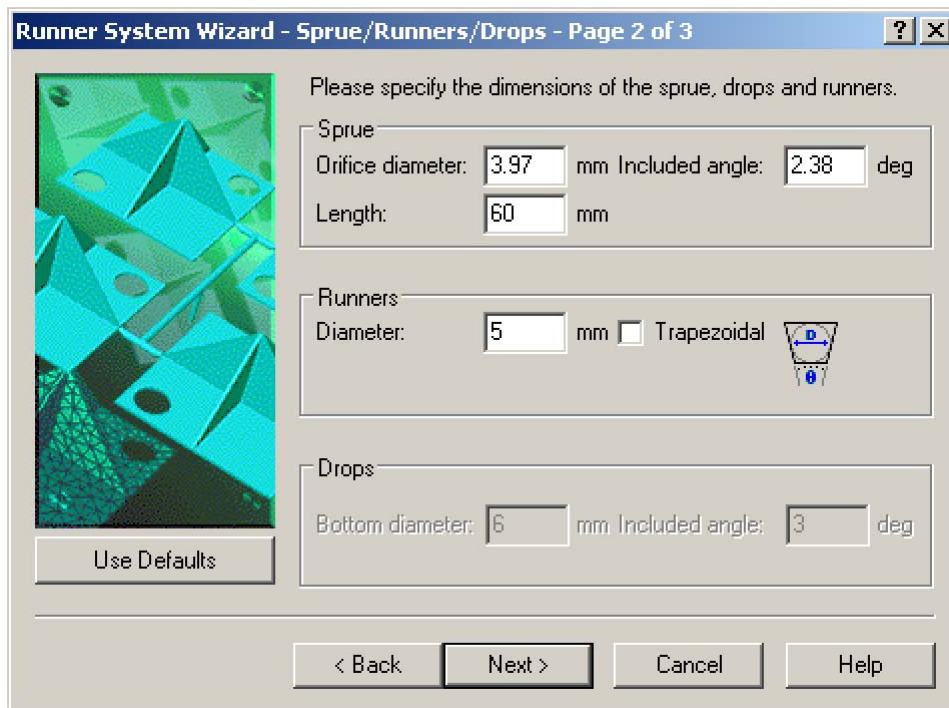 Runner System Wizard - Sprue/Runners/Drops - Page 2 of 3
Please specify the dimensions of the sprue, drops and runners.
Sprue
Orifice diameter: 3.97 mm Included angle: 2.38 deg
Length: 60 mm
Runners
Diameter: 5 mm Trapezoidal
D
θ
Drops
Bottom diameter: 6 mm Included angle: 3 deg
Use Defaults
< Back Next > Cancel Help